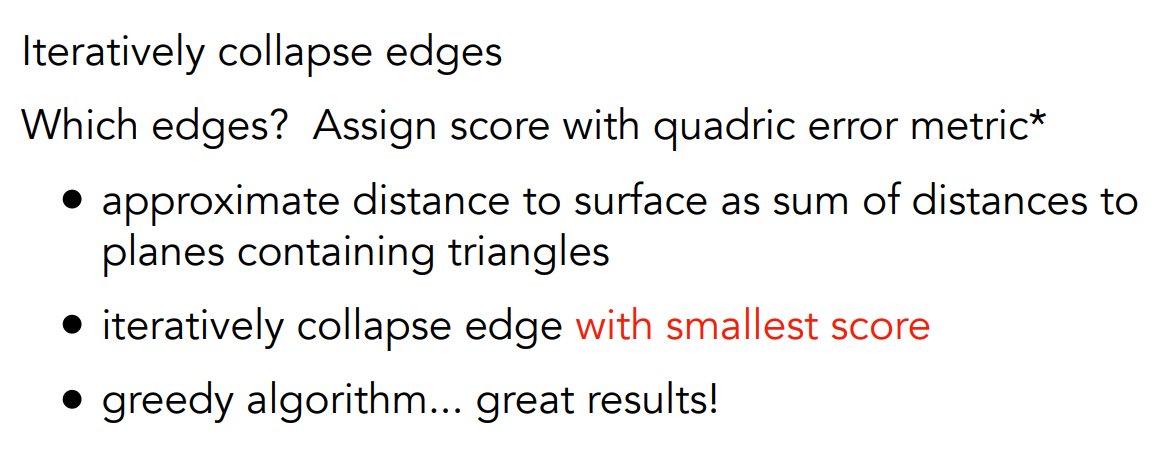 Iteratively collapse edges
Which edges?  Assign score with quadric error metric*
● approximate distance to surface as sum of distances to
planes containing triangles
● iteratively collapse edge with smallest score
● greedy algorithm... great results!